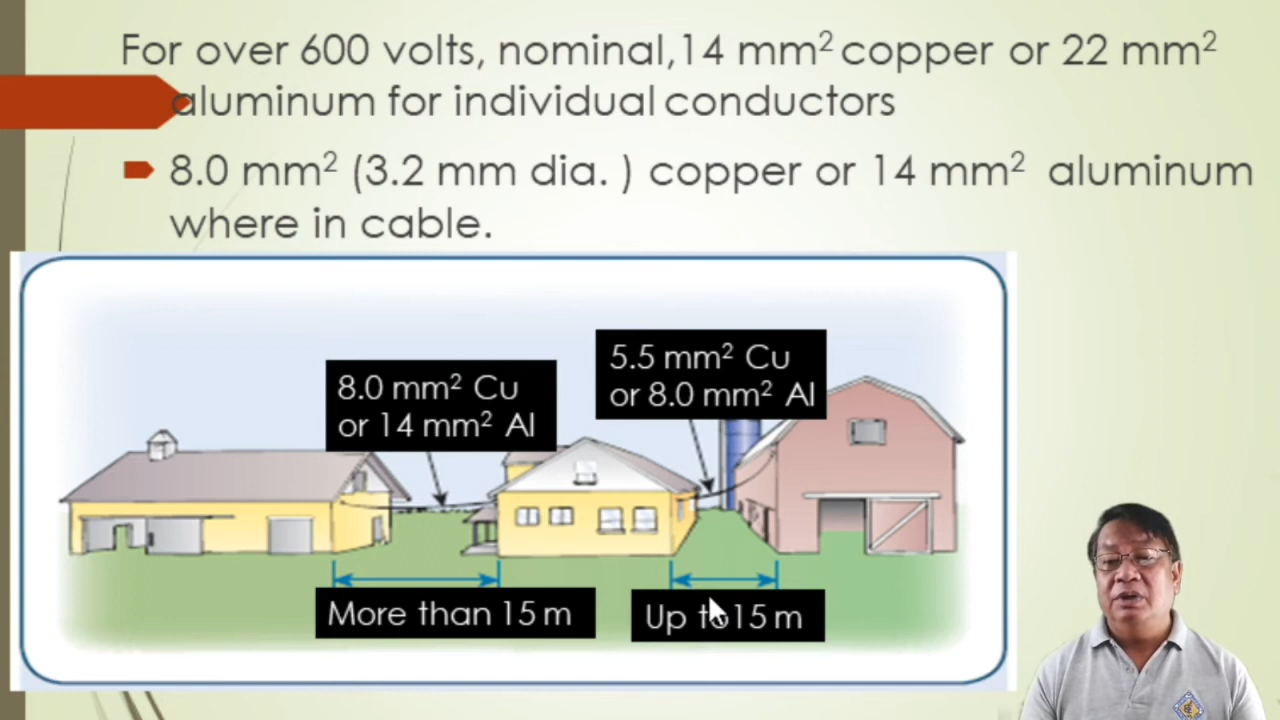 For over 600 volts, nominal,14 mm² copper or 22 mm²
aluminum for individual conductors
8.0 mm² (3.2 mm dia. ) copper or 14 mm² aluminum
where in cable.
5.5 mm² Cu
or 8.0 mm² Al
8.0 mm² Cu
or 14 mm² Al
More than 15 m
Up to 15 m